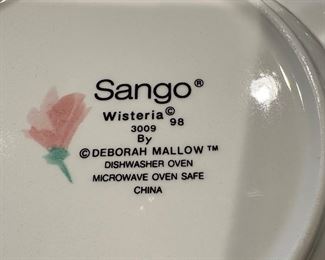 Sango®
Wisteria© 98
3009
By
© DEBORAH MALLOW™
DISHWASHER OVEN
MICROWAVE OVEN SAFE
CHINA